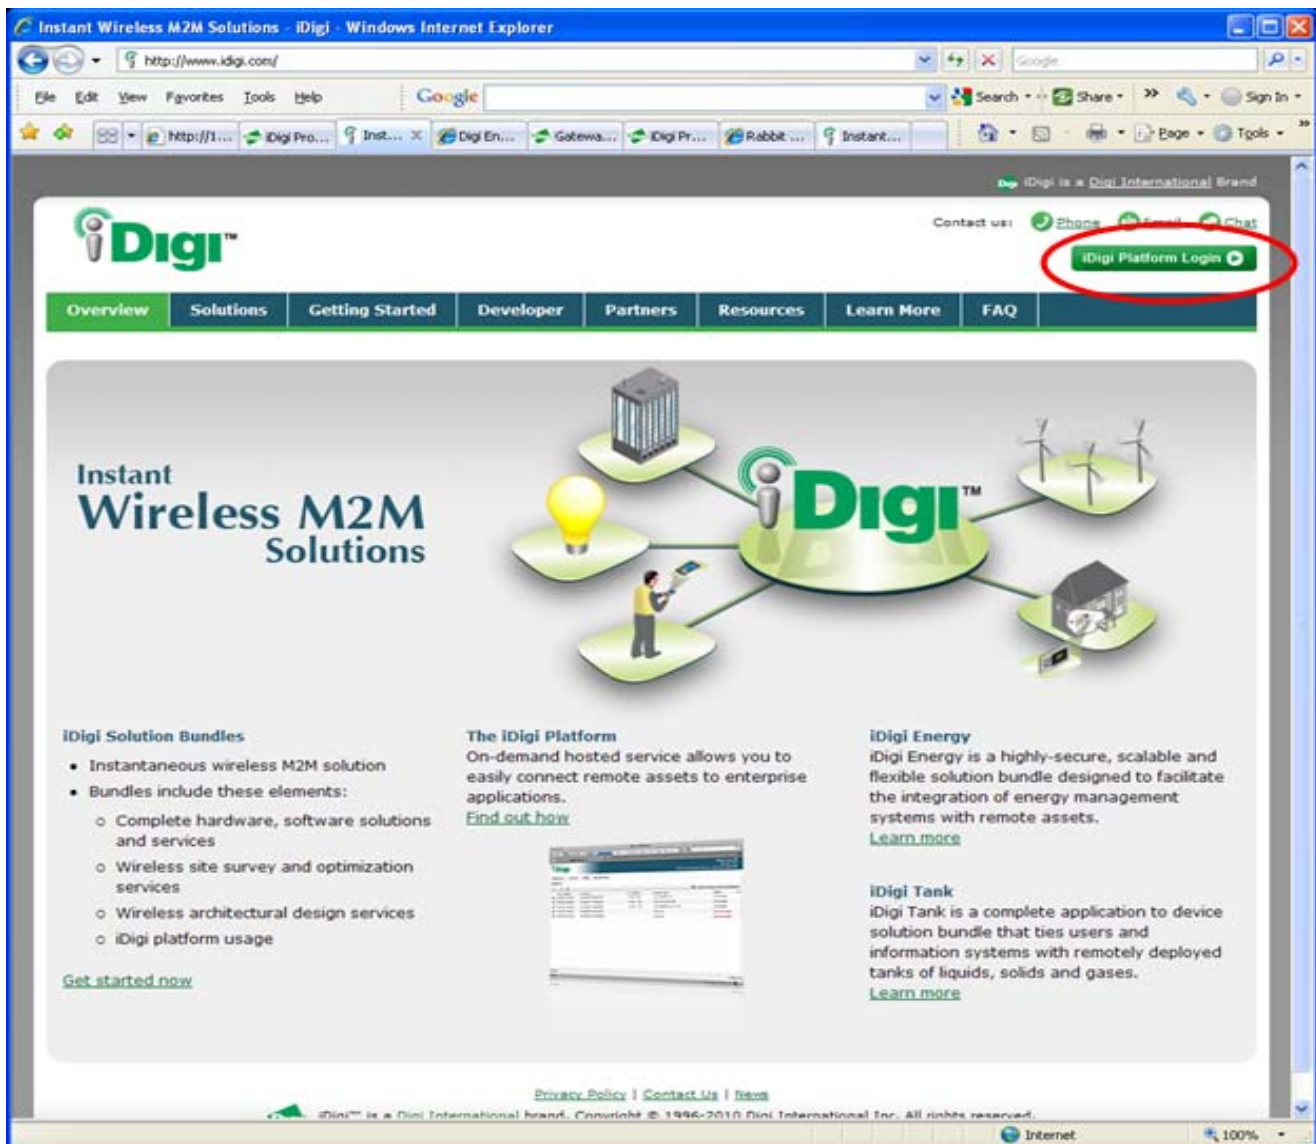 Instant Wireless M2M Solutions - iDigi - Windows Internet Explorer
http://www.idigi.com/
Google
File Edit View Favorites Tools Help
Google
Search Share Sign In
http://1... iDigi Pro... Inst... Digi En... Gatewa... iDigi Pr... Rabbit ... Instant...
Page Tools
iDigi is a Digi International Brand
iDigi™
Contact us: Phone Email Chat
iDigi Platform Login
Overview Solutions Getting Started Developer Partners Resources Learn More FAQ
Instant
Wireless M2M
Solutions
iDigi™
iDigi Solution Bundles
• Instantaneous wireless M2M solution
• Bundles include these elements:
o Complete hardware, software solutions
and services
o Wireless site survey and optimization
services
o Wireless architectural design services
o iDigi platform usage
Get started now
The iDigi Platform
On-demand hosted service allows you to
easily connect remote assets to enterprise
applications.
Find out how
iDigi Energy
iDigi Energy is a highly-secure, scalable and
flexible solution bundle designed to facilitate
the integration of energy management
systems with remote assets.
Learn more
iDigi Tank
iDigi Tank is a complete application to device
solution bundle that ties users and
information systems with remotely deployed
tanks of liquids, solids and gases.
Learn more
Privacy Policy | Contact Us | News
iDigi™ is a Digi International brand. Copyright © 1996-2010 Digi International Inc. All rights reserved.
Internet 100%